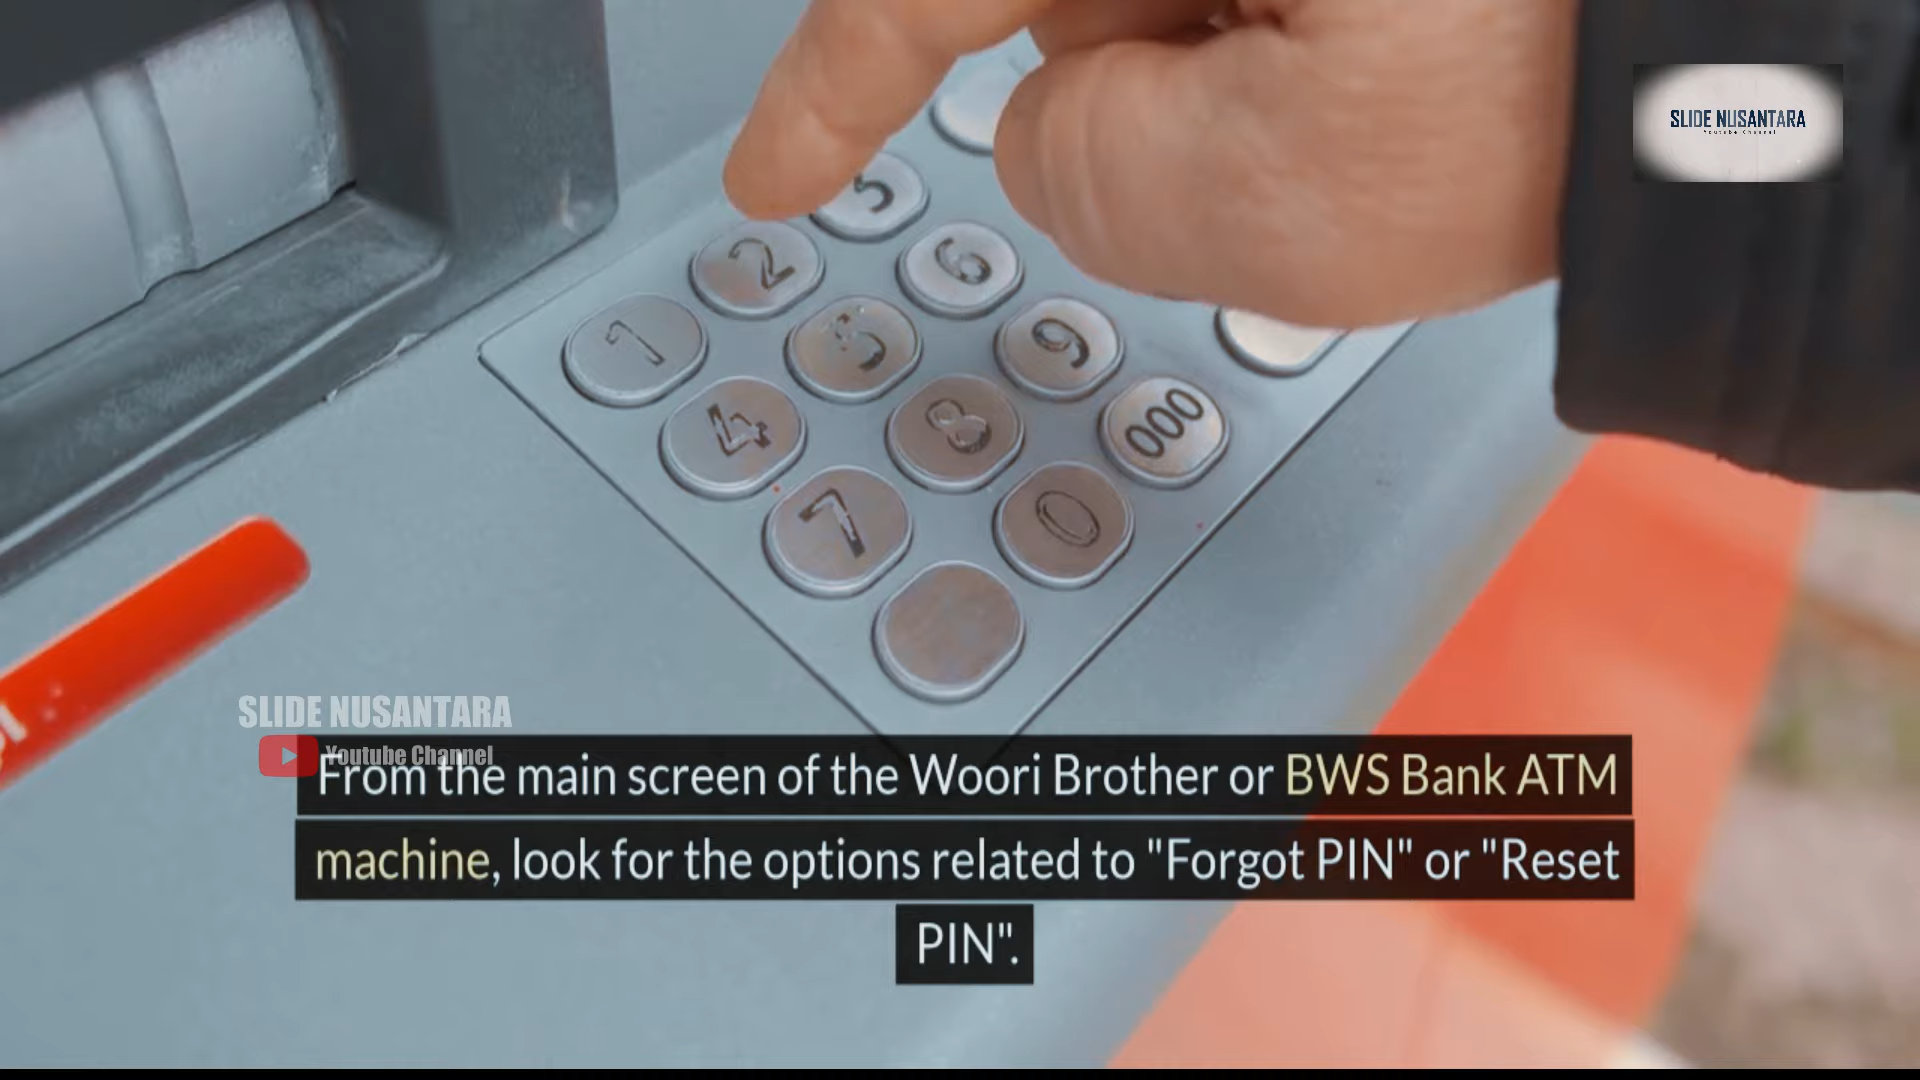 SLIDE NUSANTARA
Youtube Channel
5
2
6
1
3
9
4
8
000
7
0
SLIDE NUSANTARA
Youtube Channel
From the main screen of the Woori Brother or BWS Bank ATM
machine, look for the options related to "Forgot PIN" or "Reset
PIN".